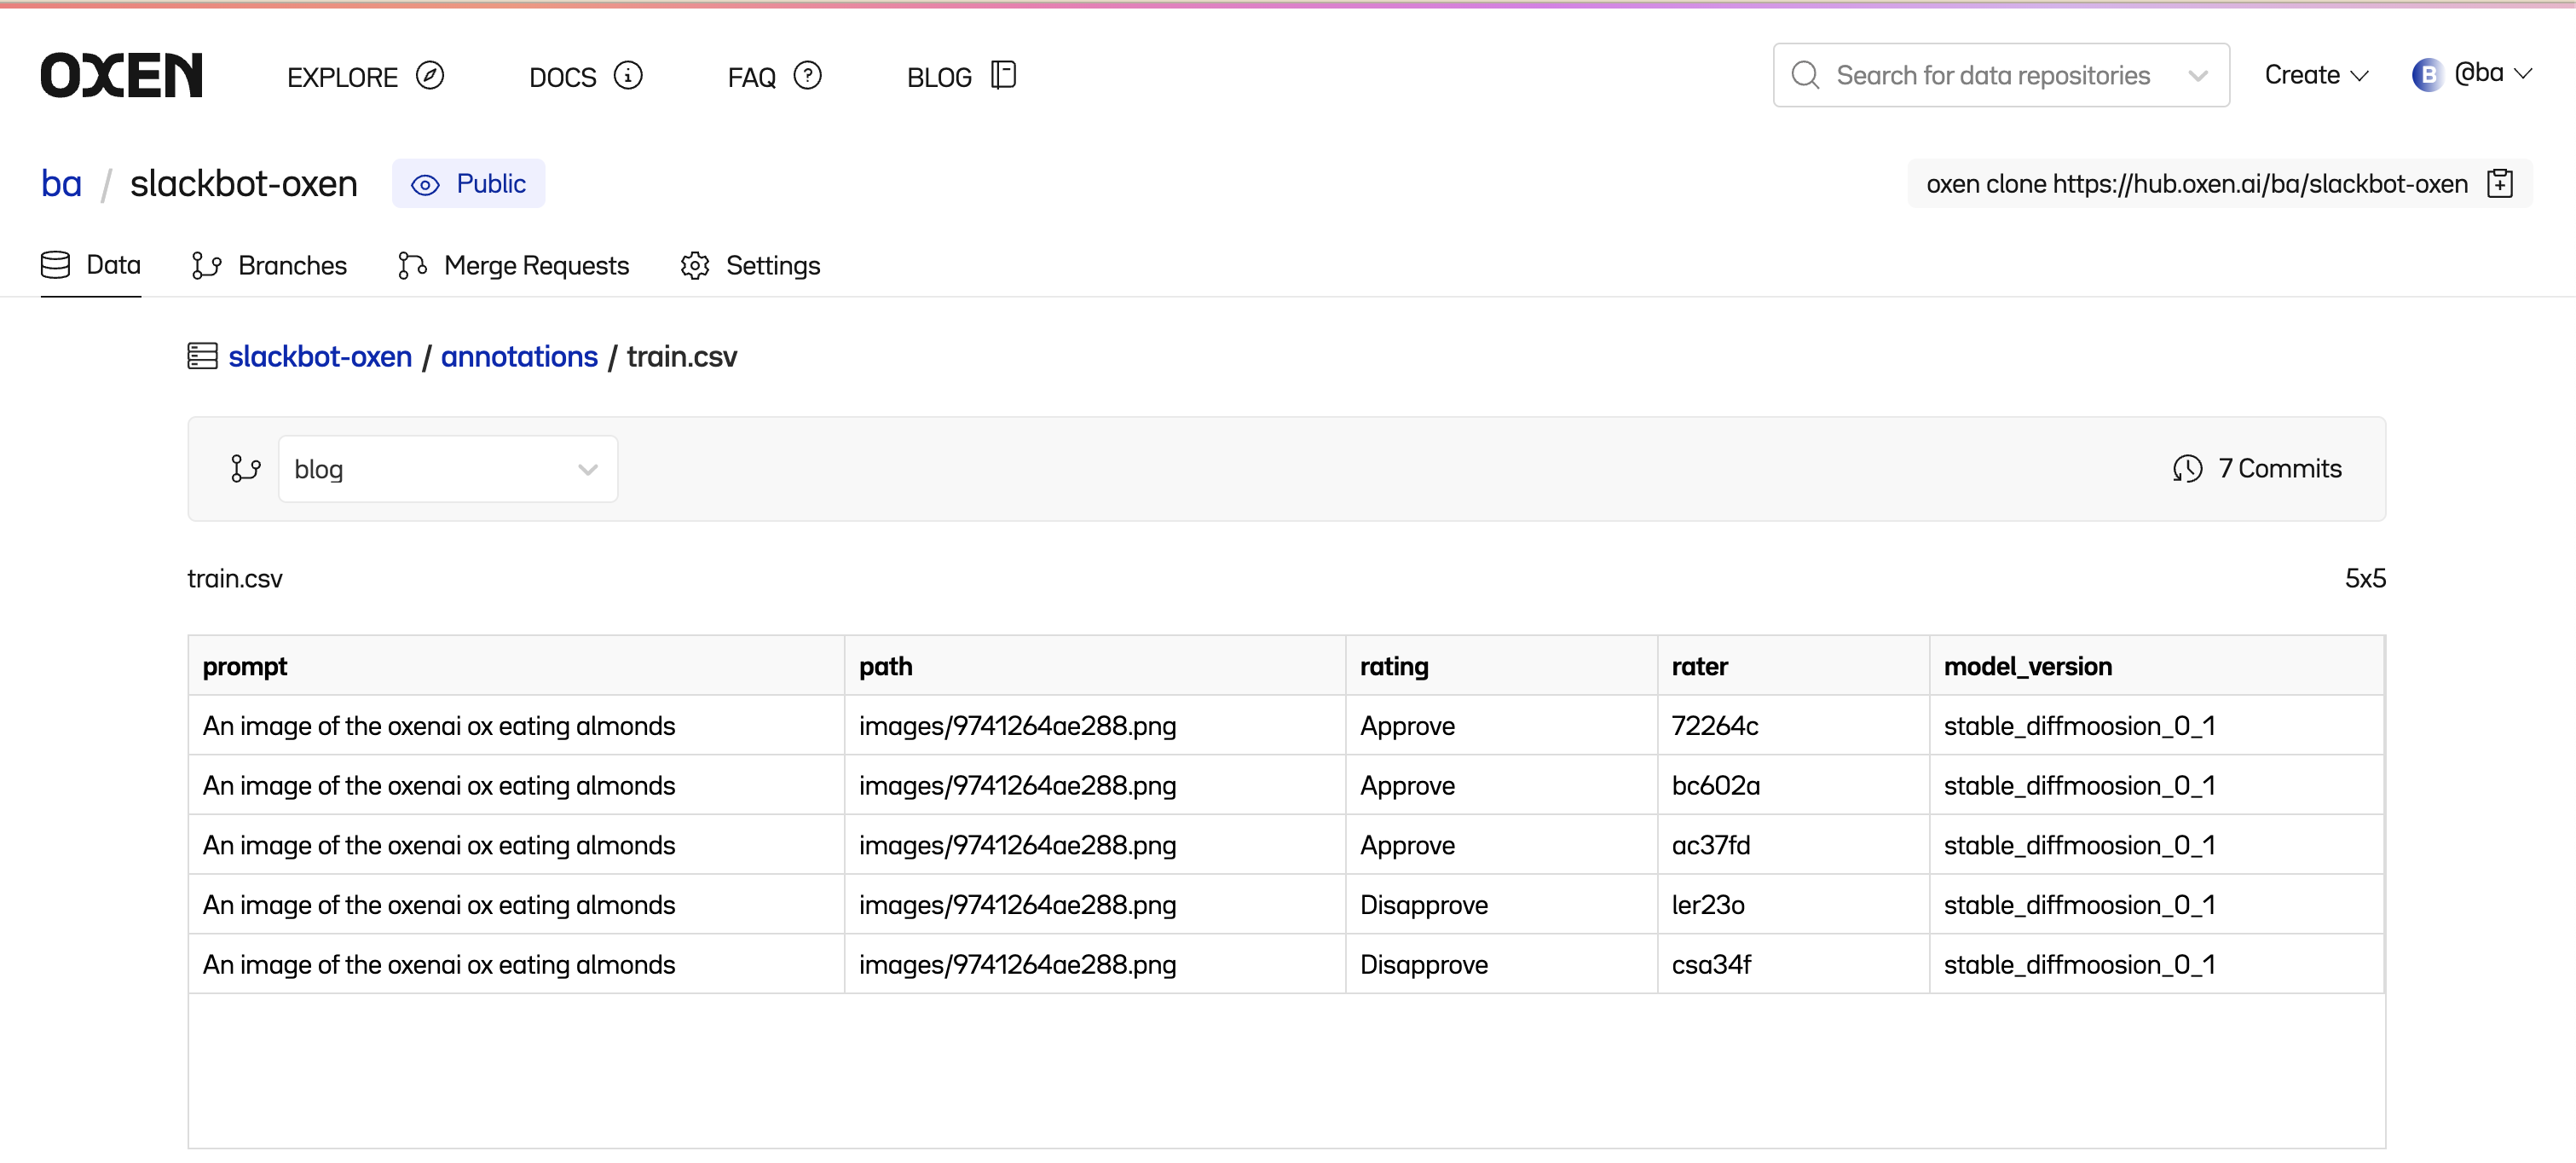 OXEN EXPLORE DOCS FAQ BLOG Search for data repositories Create B @ba
ba / slackbot-oxen Public oxen clone https://hub.oxen.ai/ba/slackbot-oxen
Data Branches Merge Requests Settings
slackbot-oxen / annotations / train.csv
blog 7 Commits
train.csv 5x5
prompt path rating rater model_version
An image of the oxenai ox eating almonds images/9741264ae288.png Approve 72264c stable_diffmoosion_0_1
An image of the oxenai ox eating almonds images/9741264ae288.png Approve bc602a stable_diffmoosion_0_1
An image of the oxenai ox eating almonds images/9741264ae288.png Approve ac37fd stable_diffmoosion_0_1
An image of the oxenai ox eating almonds images/9741264ae288.png Disapprove ler23o stable_diffmoosion_0_1
An image of the oxenai ox eating almonds images/9741264ae288.png Disapprove csa34f stable_diffmoosion_0_1